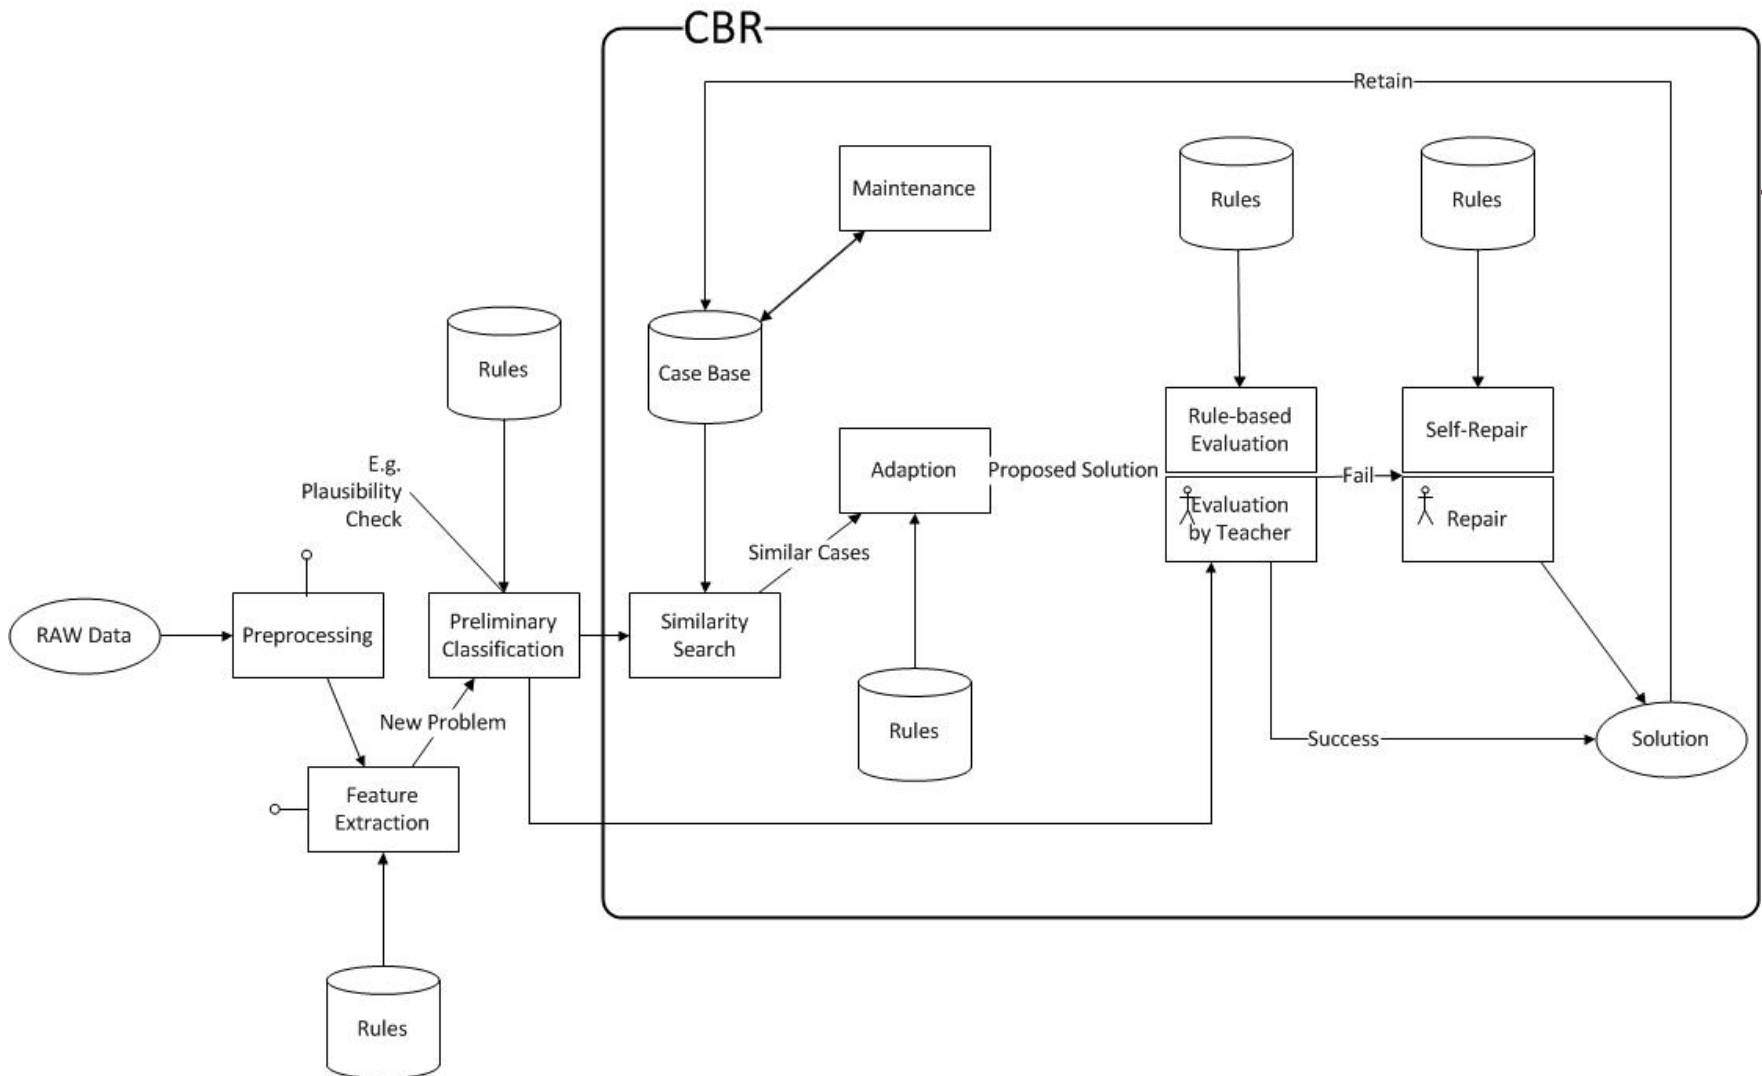 CBR
Retain
Maintenance
Rules
Rules
Rules
Case Base
Rule-based
Evaluation
Self-Repair
E.g.
Plausibility
Check
Adaption
Proposed Solution
Fail
Evaluation
by Teacher
Repair
Similar Cases
RAW Data
Preprocessing
Preliminary
Classification
Similarity
Search
New Problem
Rules
Success
Solution
Feature
Extraction
Rules